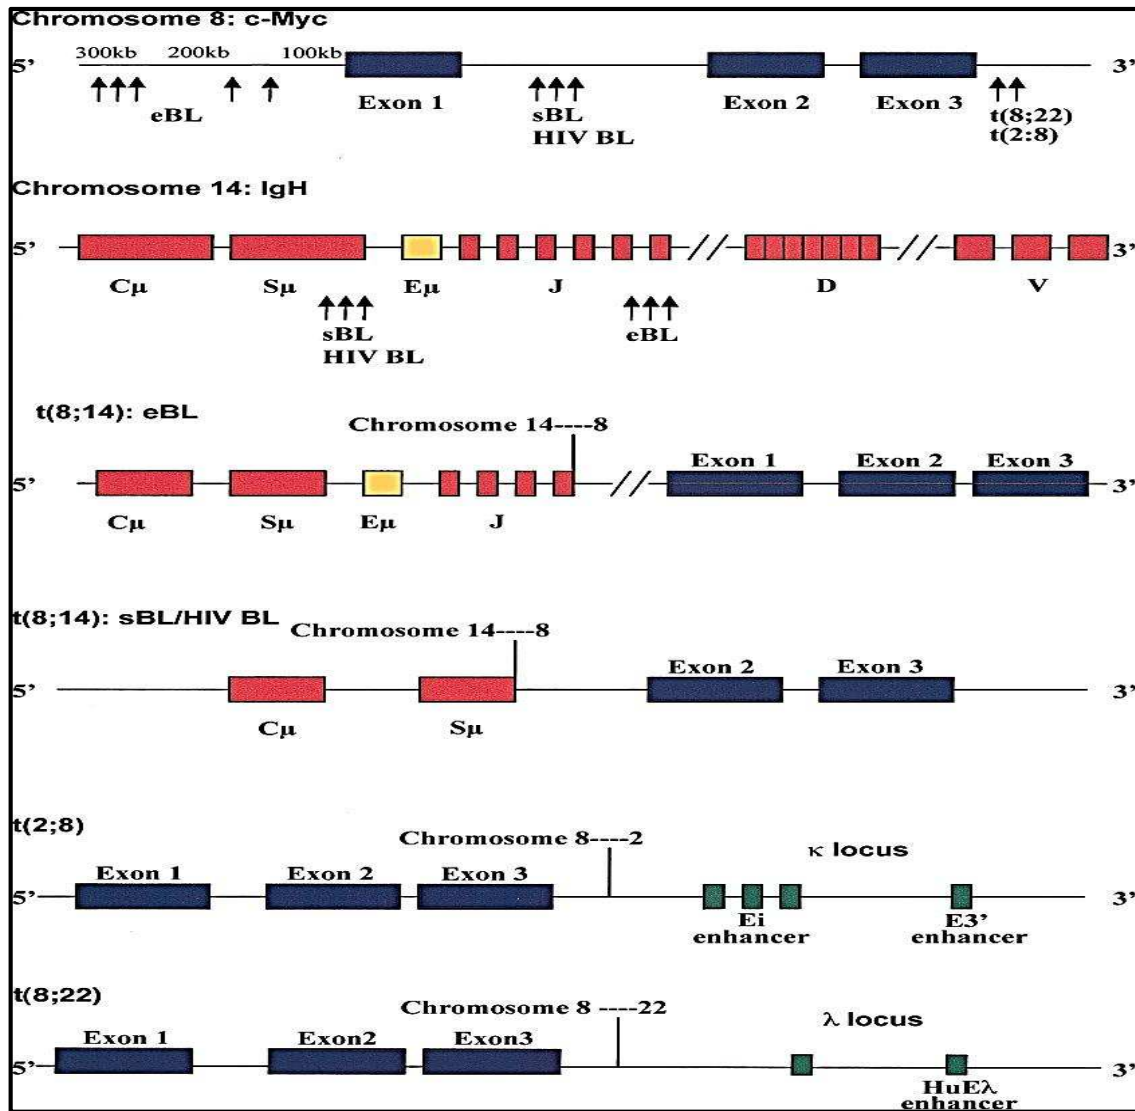 Chromosome 8: c-Myc
300kb 200kb 100kb
5' 3'
Exon 1 Exon 2 Exon 3
eBL sBL t(8;22)
HIV BL t(2:8)
Chromosome 14: IgH
5' 3'
Cμ Sμ Eμ J D V
sBL eBL
HIV BL
t(8;14): eBL
Chromosome 14----8
Exon 1 Exon 2 Exon 3
5' 3'
Cμ Sμ Eμ J
t(8;14): sBL/HIV BL
Chromosome 14----8
Exon 2 Exon 3
5' 3'
Cμ Sμ
t(2;8)
Chromosome 8----2
κ locus
Exon 1 Exon 2 Exon 3
5' 3'
Ei E3'
enhancer enhancer
t(8;22)
Chromosome 8 ----22
λ locus
Exon 1 Exon2 Exon3
5' 3'
HuEλ
enhancer